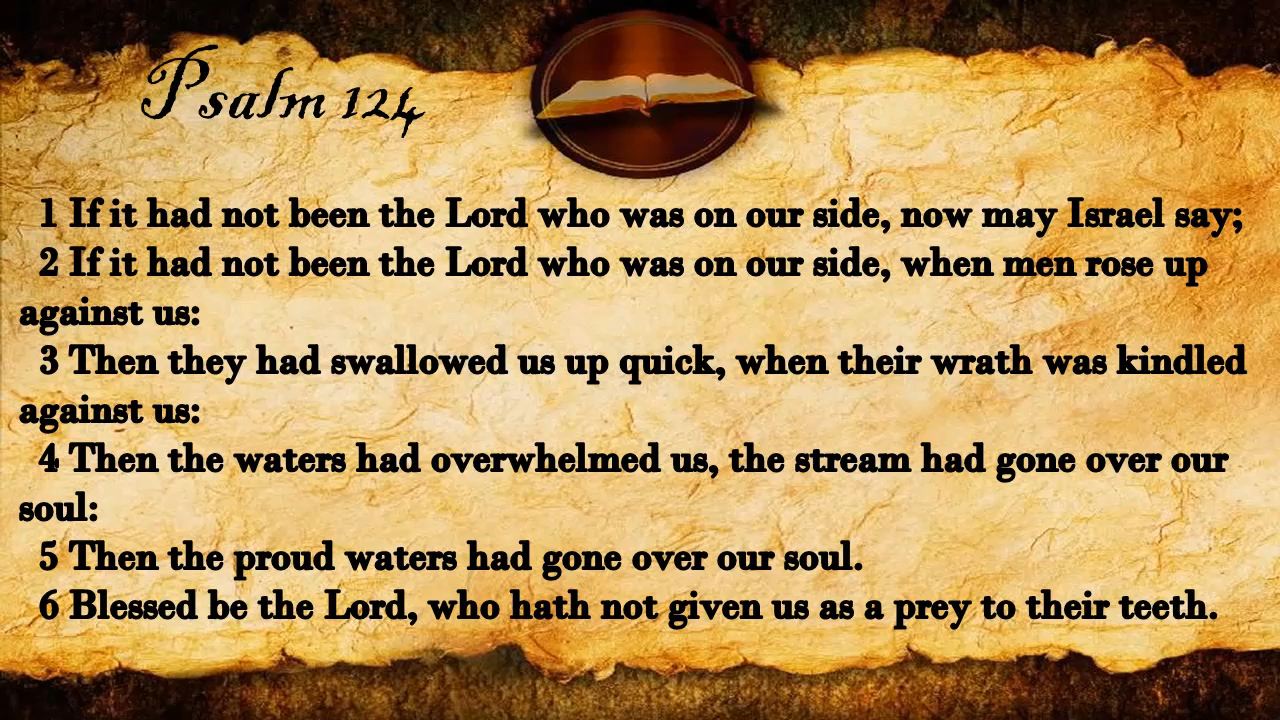 Psalm 124
1 If it had not been the Lord who was on our side, now may Israel say;
2 If it had not been the Lord who was on our side, when men rose up
against us:
3 Then they had swallowed us up quick, when their wrath was kindled
against us:
4 Then the waters had overwhelmed us, the stream had gone over our
soul:
5 Then the proud waters had gone over our soul.
6 Blessed be the Lord, who hath not given us as a prey to their teeth.